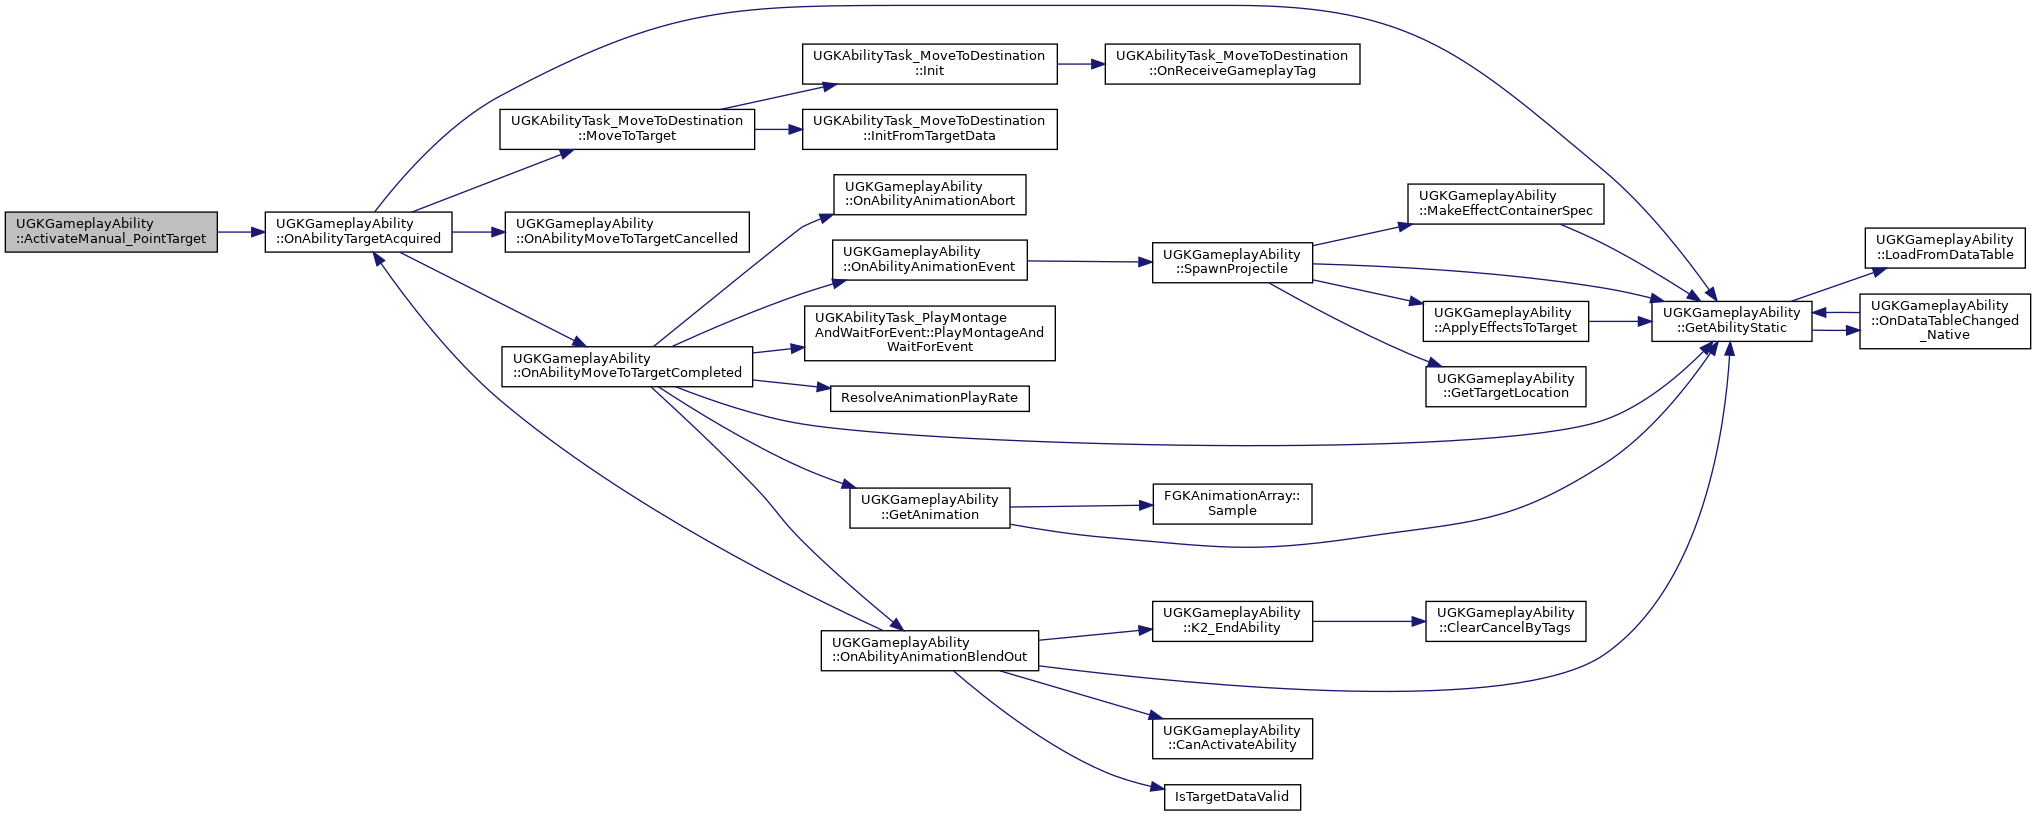 UGKGameplayAbility
::ActivateManual_PointTarget
UGKGameplayAbility
::OnAbilityTargetAcquired
UGKAbilityTask_MoveToDestination
::MoveToTarget
UGKAbilityTask_MoveToDestination
::Init
UGKAbilityTask_MoveToDestination
::OnReceiveGameplayTag
UGKAbilityTask_MoveToDestination
::InitFromTargetData
UGKGameplayAbility
::OnAbilityMoveToTargetCancelled
UGKGameplayAbility
::OnAbilityMoveToTargetCompleted
UGKGameplayAbility
::OnAbilityAnimationAbort
UGKGameplayAbility
::OnAbilityAnimationEvent
UGKAbilityTask_PlayMontage
AndWaitForEvent::PlayMontageAnd
WaitForEvent
ResolveAnimationPlayRate
UGKGameplayAbility
::GetAnimation
UGKGameplayAbility
::OnAbilityAnimationBlendOut
UGKGameplayAbility
::SpawnProjectile
UGKGameplayAbility
::MakeEffectContainerSpec
UGKGameplayAbility
::ApplyEffectsToTarget
UGKGameplayAbility
::GetTargetLocation
UGKGameplayAbility
::GetAbilityStatic
UGKGameplayAbility
::LoadFromDataTable
UGKGameplayAbility
::OnDataTableChanged
_Native
FGKAnimationArray::
Sample
UGKGameplayAbility
::K2_EndAbility
UGKGameplayAbility
::ClearCancelByTags
UGKGameplayAbility
::CanActivateAbility
IsTargetDataValid